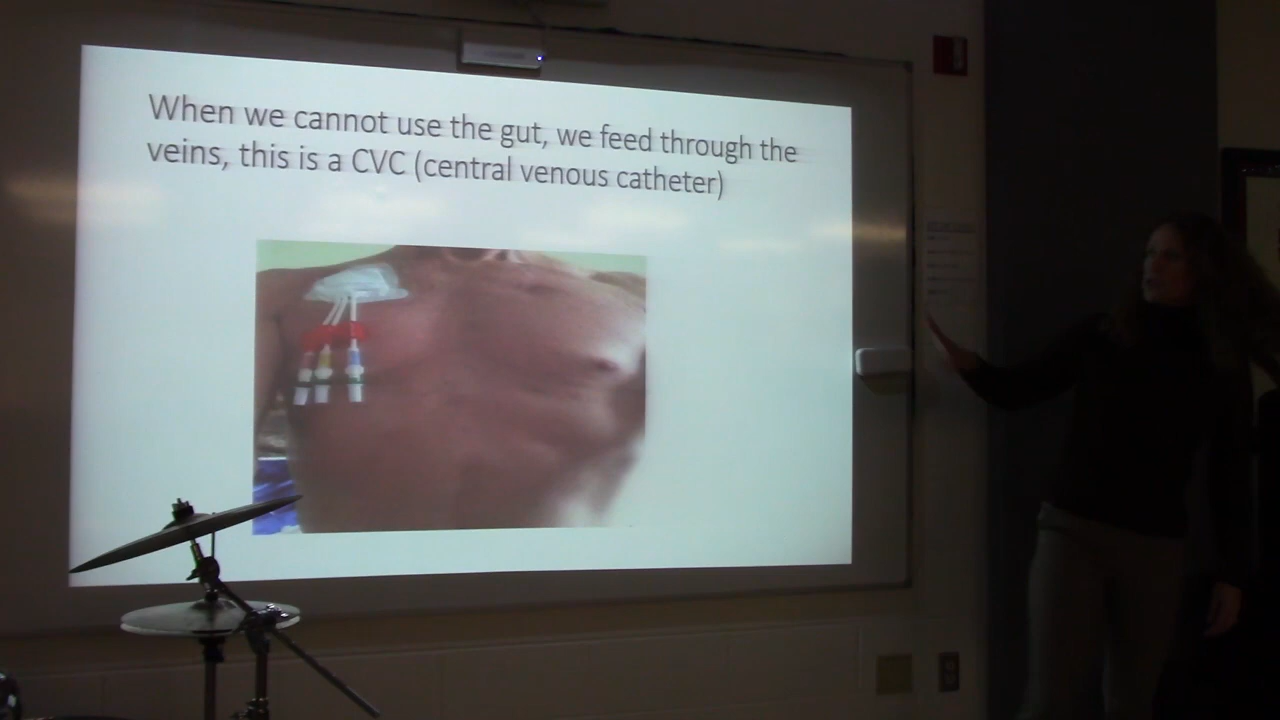 When we cannot use the gut, we feed through the
veins, this is a CVC (central venous catheter)